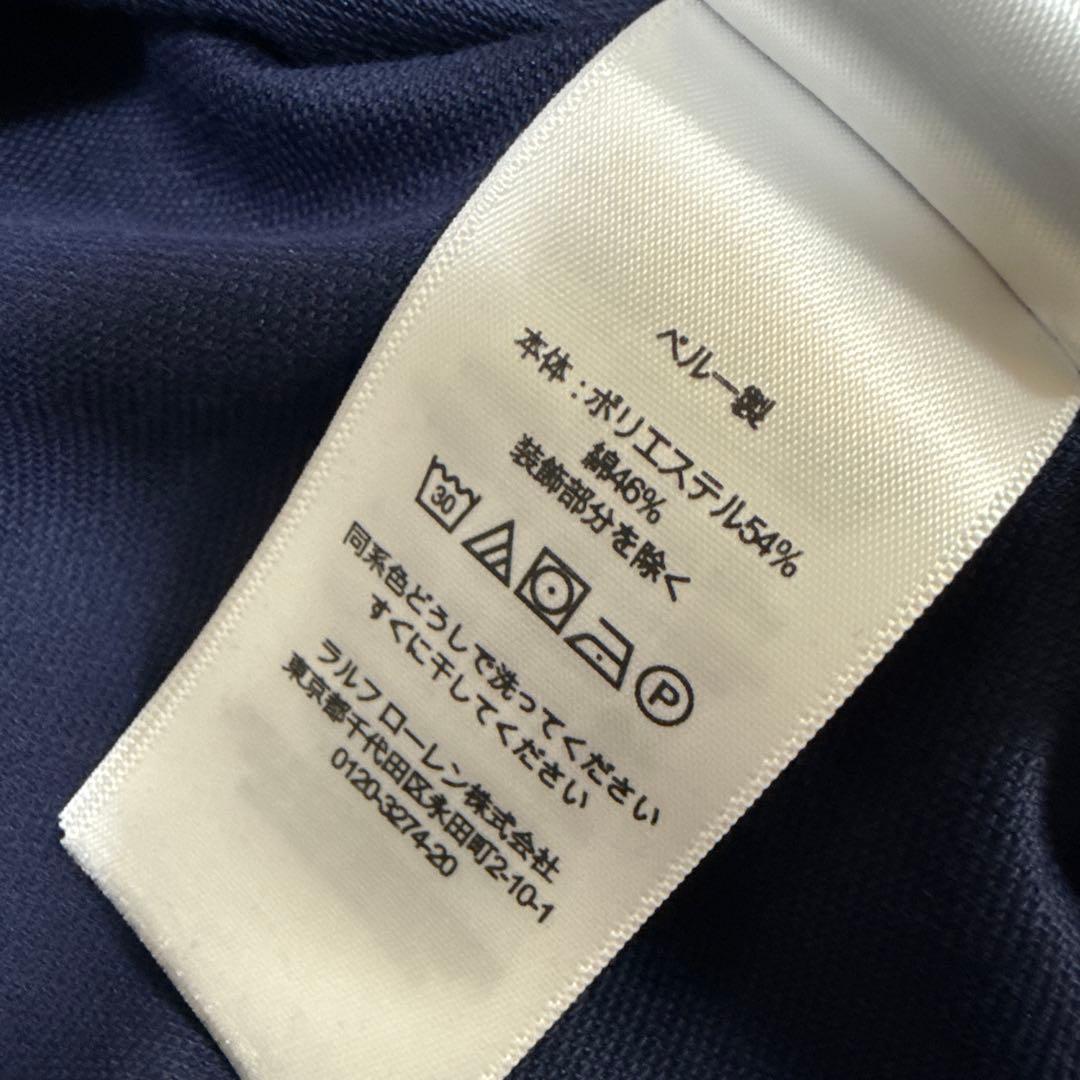 ペルー製
本体:ポリエステル54%
綿46%
装飾部分を除く
30
P
同系色どうしで洗ってください
すぐに干してください
ラルフ ローレン株式会社
東京都千代田区永田町2-10-1
0120-3274-20